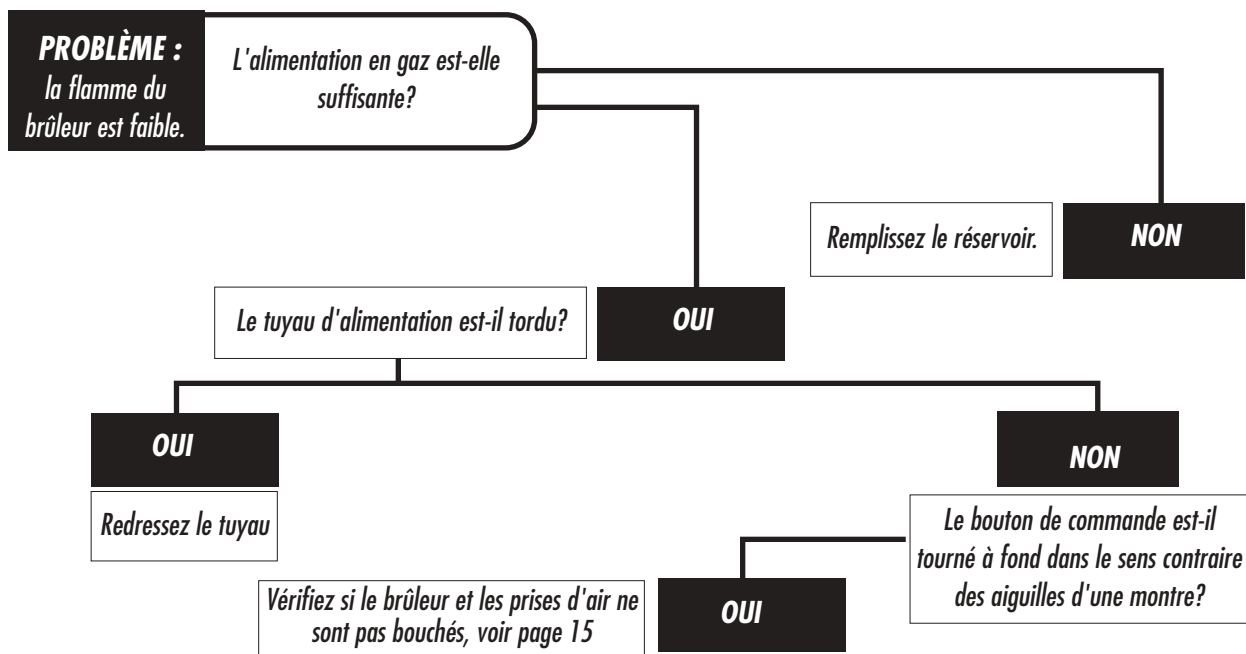 PROBLÈME :
la flamme du
brûleur est faible.
L'alimentation en gaz est-elle
suffisante?
Remplissez le réservoir.
NON
Le tuyau d'alimentation est-il tordu?
OUI
OUI
NON
Redressez le tuyau
Le bouton de commande est-il
tourné à fond dans le sens contraire
des aiguilles d'une montre?
Vérifiez si le brûleur et les prises d'air ne
sont pas bouchés, voir page 15
OUI